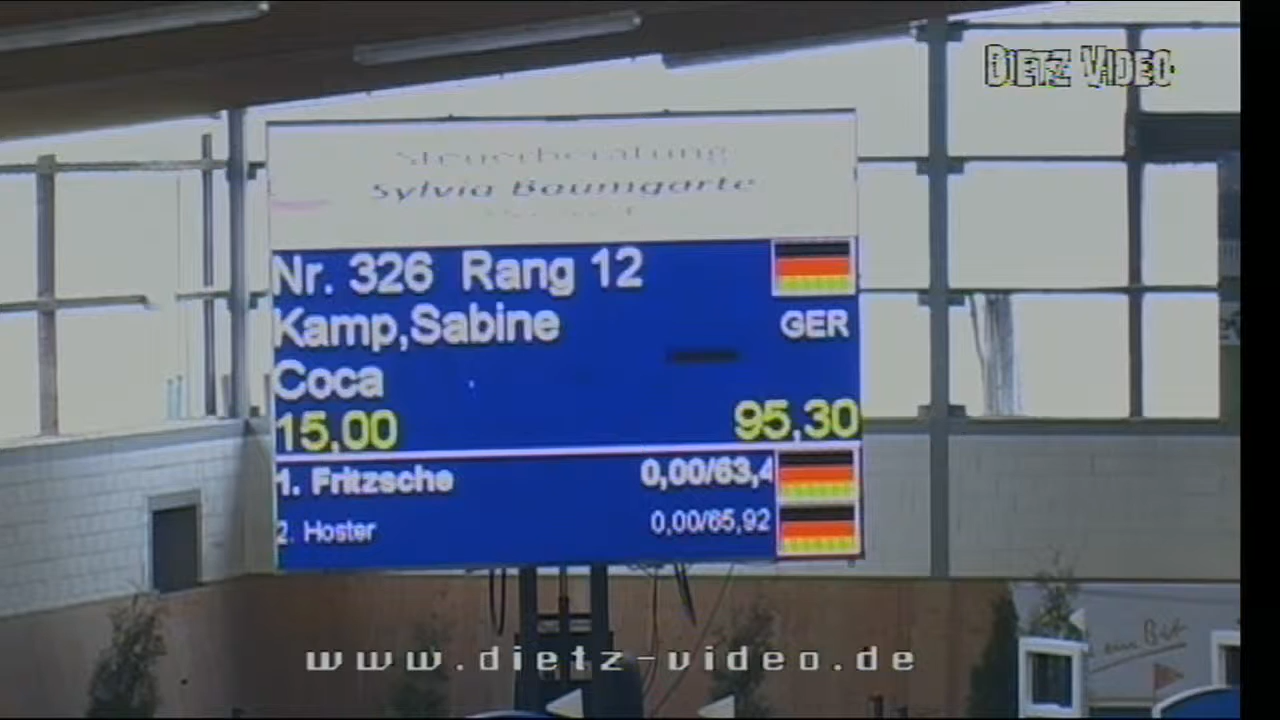 DIETZ VIDEO
Steuerberatung
Sylvia Baumgarte
Nr. 326 Rang 12
Kamp,Sabine GER
Coca
15,00 95,30
1. Fritzsche 0,00/63,4
2. Hoster 0,00/65,92
www.dietz-video.de